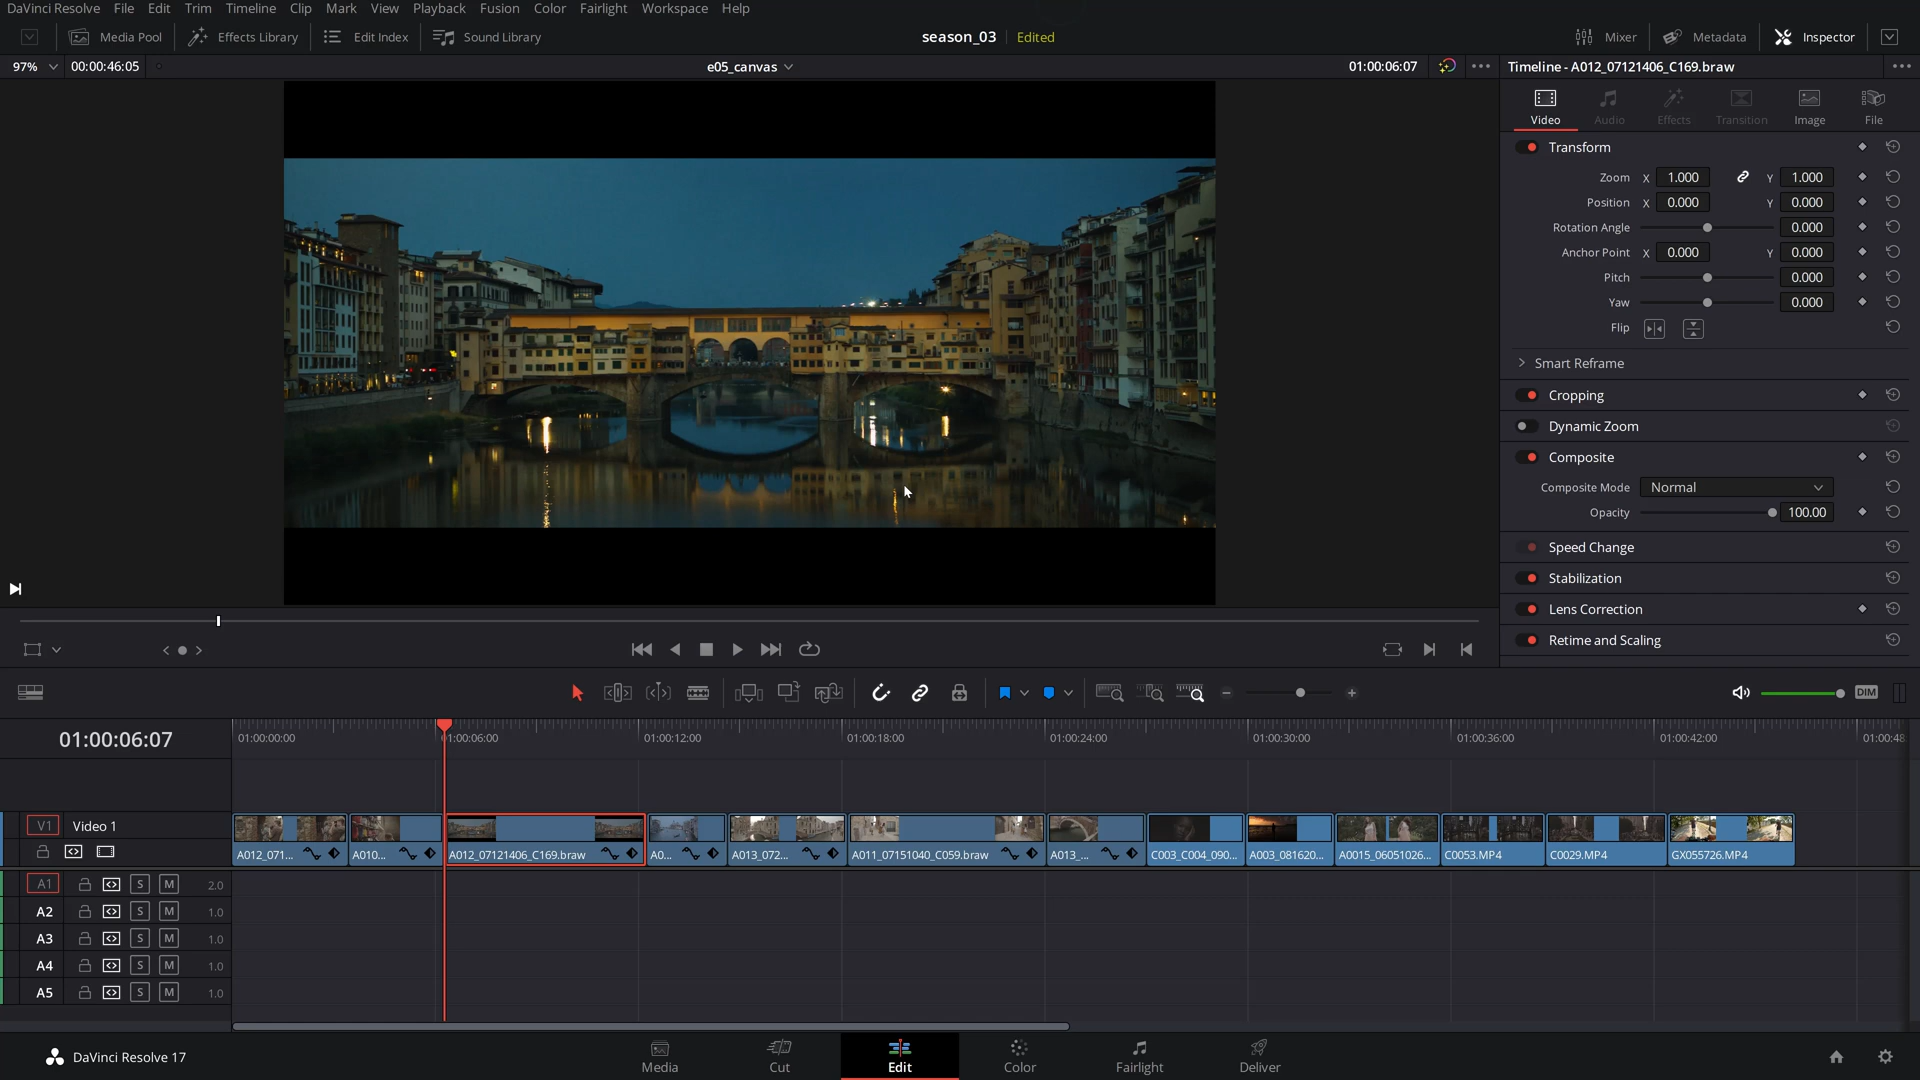 DaVinci Resolve File Edit Trim Timeline Clip Mark View Playback Fusion Color Fairlight Workspace Help
Media Pool Effects Library Edit Index Sound Library season_03 Edited Mixer Metadata Inspector
97% 00:00:46:05 e05_canvas 01:00:06:07 Timeline - A012_07121406_C169.braw
Video Audio Effects Transition Image File
Transform
Zoom X 1.000 Y 1.000
Position X 0.000 Y 0.000
Rotation Angle 0.000
Anchor Point X 0.000 Y 0.000
Pitch 0.000
Yaw 0.000
Flip
Smart Reframe
Cropping
Dynamic Zoom
Composite
Composite Mode Normal
Opacity 100.00
Speed Change
Stabilization
Lens Correction
Retime and Scaling
DIM
01:00:06:07 01:00:00:00 01:00:06:00 01:00:12:00 01:00:18:00 01:00:24:00 01:00:30:00 01:00:36:00 01:00:42:00 01:00:48
V1 Video 1
A012_071... A010... A012_07121406_C169.braw A0... A013_072... A011_07151040_C059.braw A013_... C003_C004_090... A003_081620... A0015_06051026... C0053.MP4 C0029.MP4 GX055726.MP4
A1 S M 2.0
A2 S M 1.0
A3 S M 1.0
A4 S M 1.0
A5 S M 1.0
DaVinci Resolve 17 Media Cut Edit Color Fairlight Deliver